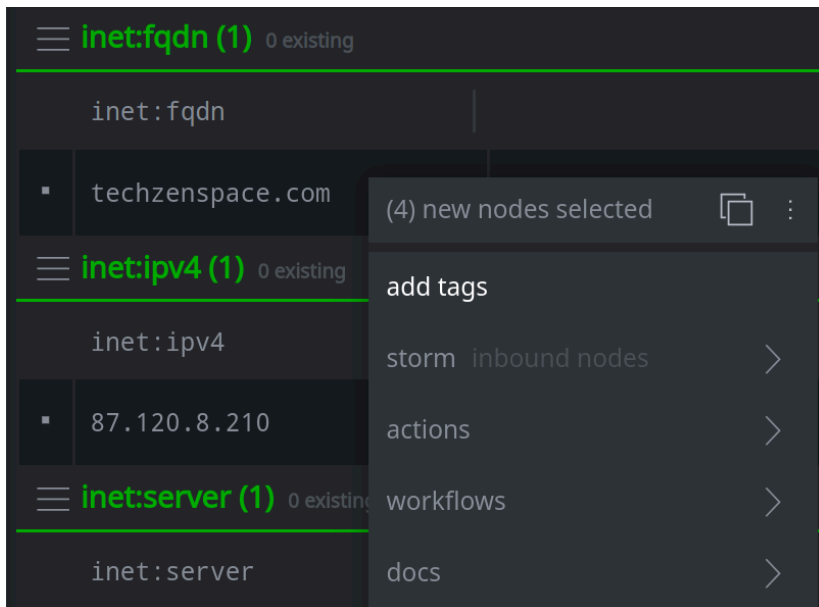 inet:fqdn (1) 0 existing
inet:fqdn
techzenspace.com
(4) new nodes selected
inet:ipv4 (1) 0 existing
add tags
inet:ipv4
storm inbound nodes
87.120.8.210
actions
inet:server (1) 0 existing
workflows
inet:server
docs